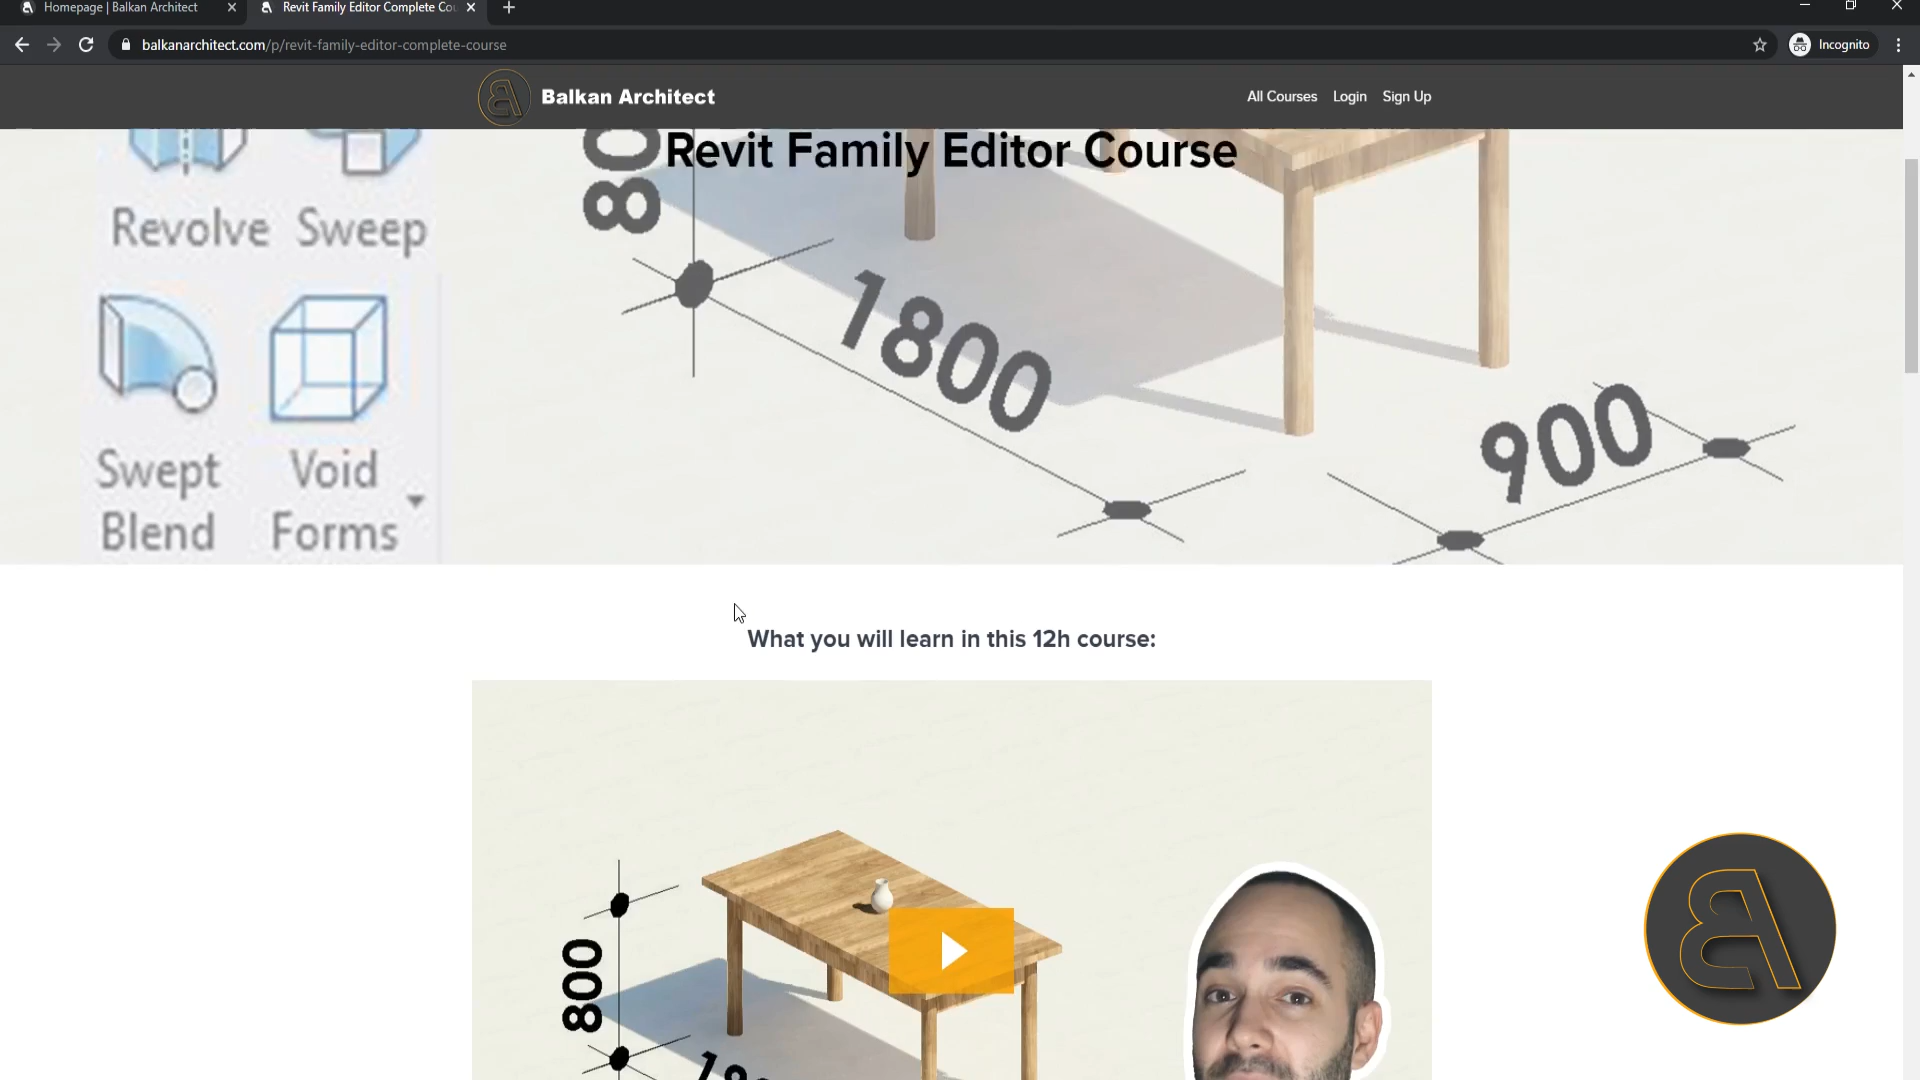 Homepage | Balkan Architect
Revit Family Editor Complete Co
balkanarchitect.com/p/revit-family-editor-complete-course
Incognito
Balkan Architect
All Courses Login Sign Up
Revit Family Editor Course
Revolve Sweep
80
1800
900
Swept Blend
Void Forms
What you will learn in this 12h course:
800